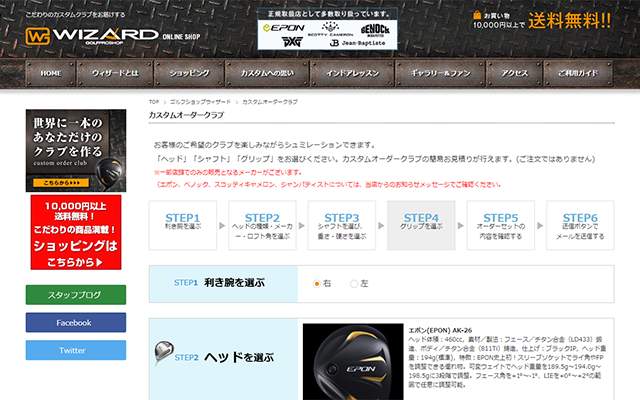 こだわりのカスタムクラブをお届けする
WIZARD
GOLFPROSHOP
ONLINE SHOP
正規取扱店として多数取り扱っています。
EPON
SCOTTY CAMERON
BENOCK
PXG
Jean-Baptiste
お買い物
10,000円以上で
送料無料!!
HOME
ウィザードとは
ショッピング
カスタムへの思い
インドアレッスン
ギャラリー＆ファン
アクセス
ご利用ガイド
TOP > ゴルフショップウィザード > カスタムオーダークラブ
カスタムオーダークラブ
世界に一本の
あなただけの
クラブを作る
custom order club
こちらから▶▶▶
10,000円以上
送料無料！
こだわりの商品満載！
ショッピングは
こちらから▶
スタッフブログ
Facebook
Twitter
お客様のご希望のクラブを楽しみながらシュミレーションできます。
「ヘッド」「シャフト」「グリップ」をお選びください。カスタムオーダークラブの簡易お見積りが行えます。(ご注文ではありません)
※一部店頭でのみの販売となるメーカーがございます。
（エポン、ベノック、スコッティキャメロン、ジャンバティストについては、当店からのお知らせメッセージでご確認ください。
STEP1
利き腕を選ぶ
STEP2
ヘッドの種類・メーカー・ロフト角を選ぶ
STEP3
シャフトを選び、重さ・硬さを選ぶ
STEP4
グリップを選ぶ
STEP5
オーダーセットの内容を確認する
STEP6
送信ボタンでメールを送信する
STEP1 利き腕を選ぶ
右 左
STEP2 ヘッドを選ぶ
EPON
エポン(EPON) AK-26
ヘッド体積：460cc、素材／製法：フェース／チタン合金（LD433）鍛
造、ボディ／チタン合金（811Ti）鋳造、仕上げ：ブラックIP、ヘッド重
量：194g(標準)、特徴：EPON史上初！スリーブソケットでライ角やFP
を調整できる優れ物。可変ウエイトでヘッド重量を189.5g～194.0g～
198.5gに3段階で調整。フェース角を+1°～-1°、LIEを+0°～+2°の範
囲で任意に調整可能。